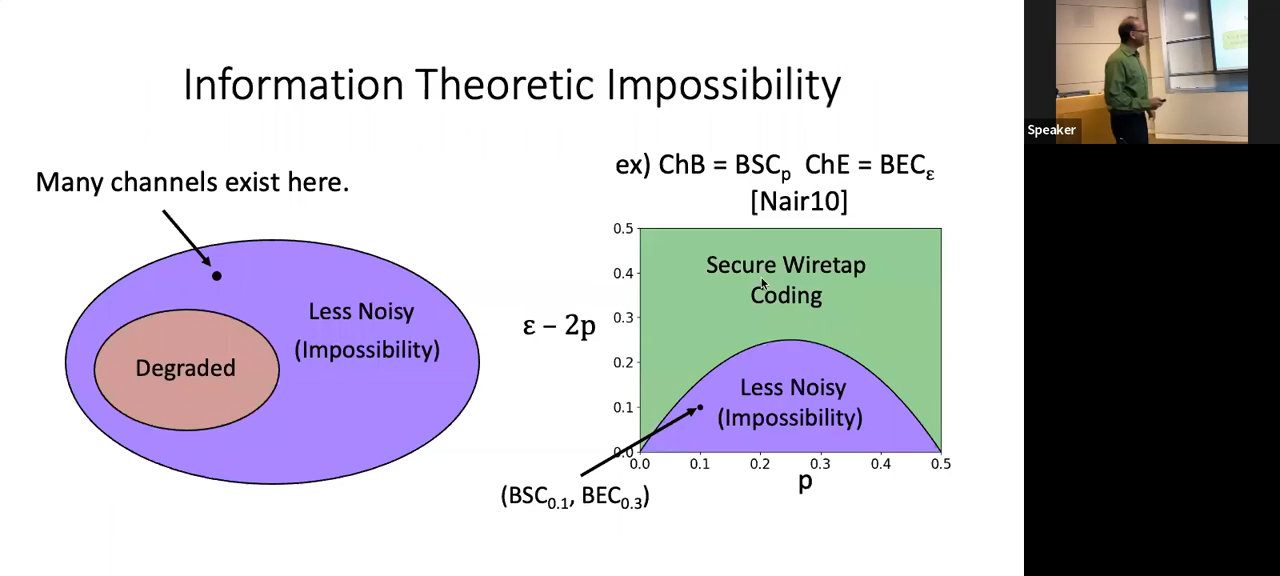 Information Theoretic Impossibility
Speaker
Many channels exist here.
Less Noisy
(Impossibility)
Degraded
ex) ChB = BSCp ChE = BECε
[Nair10]
0.5
0.4
0.3
0.2
0.1
0.0
ε – 2p
Secure Wiretap
Coding
Less Noisy
(Impossibility)
0.0 0.1 0.2 0.3 0.4 0.5
p
(BSC0.1, BEC0.3)